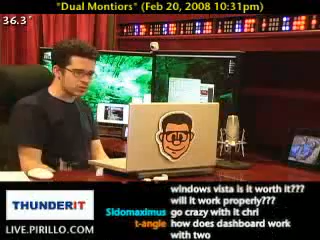 *Dual Montiors* (Feb 20, 2008 10:31pm)
36.3°
windows vista is it worth it???
will it work properly???
Sidomaximus go crazy with it chri
t-angle how does dashboard work
with two
THUNDERIT
LIVE.PIRILLO.COM